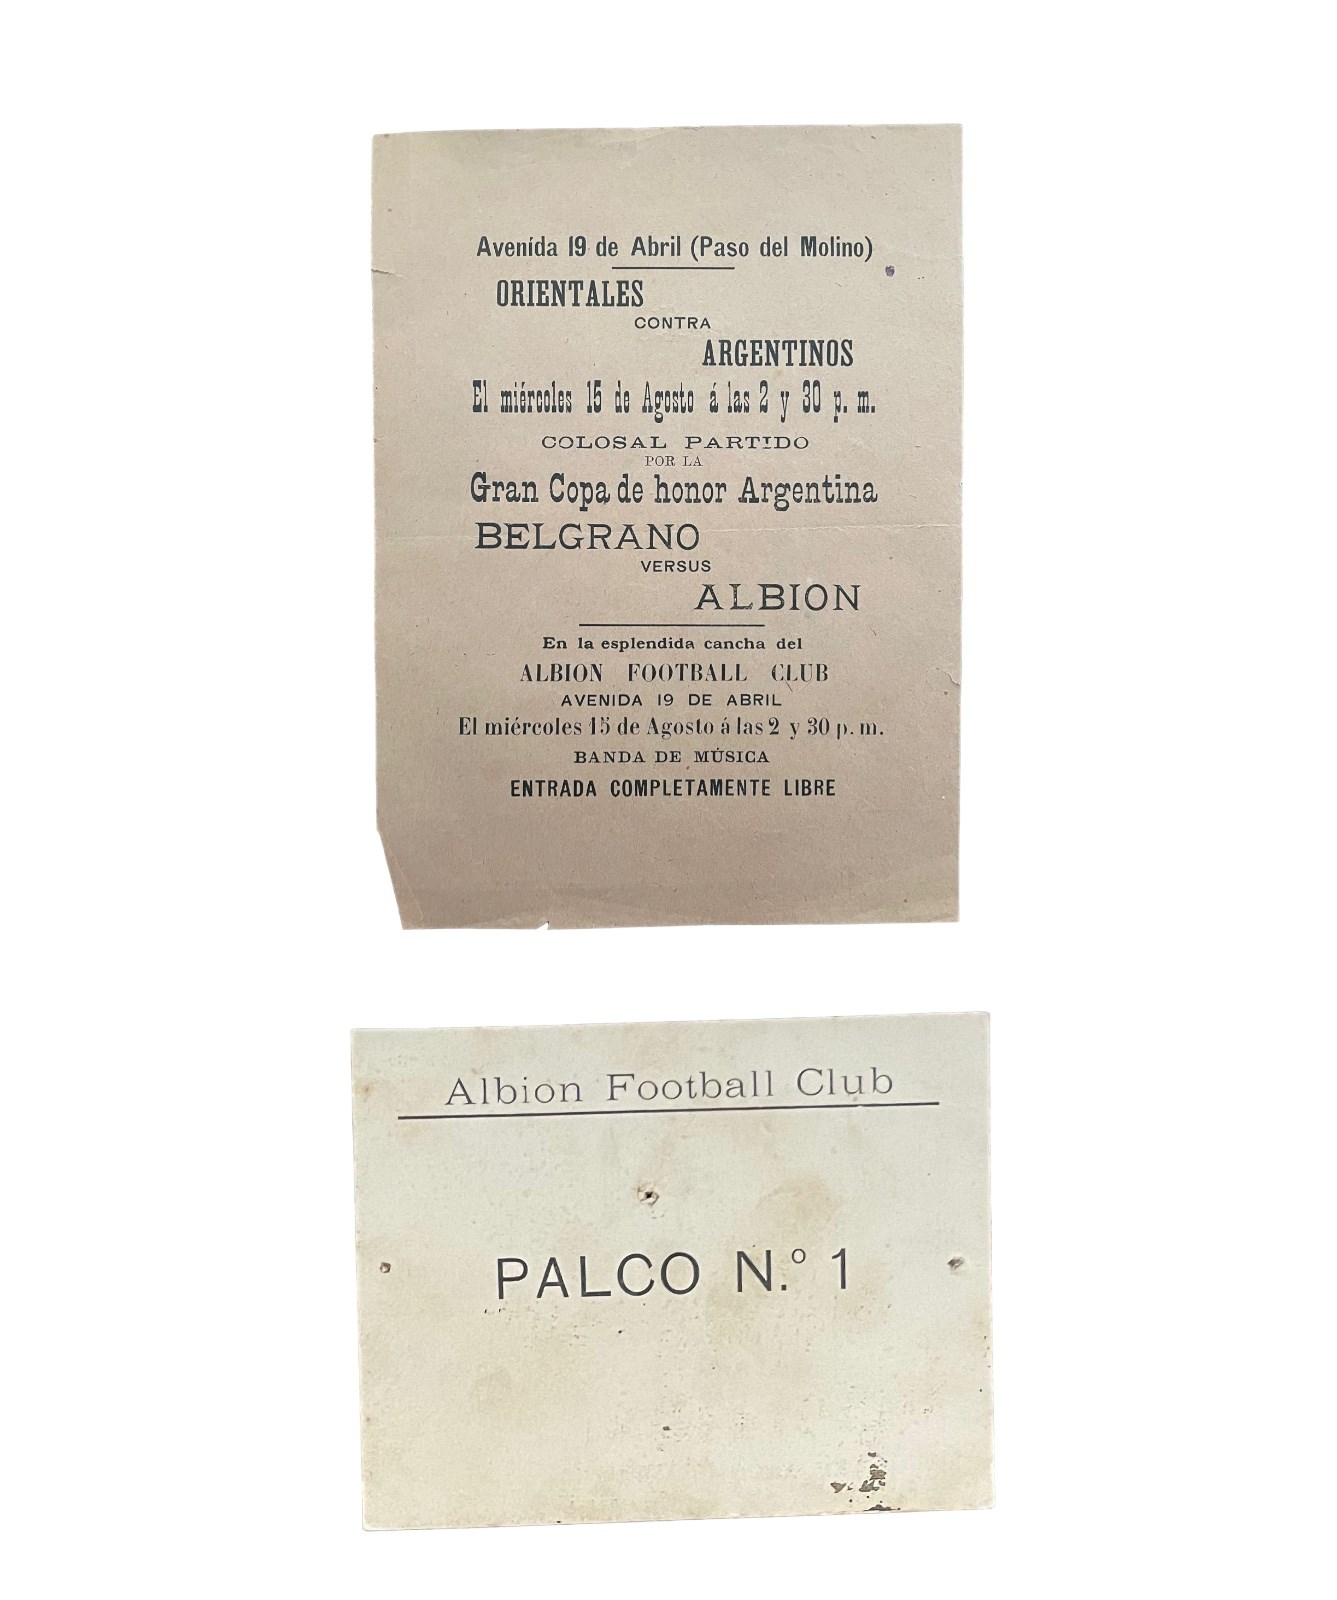 Avenida 19 de Abril (Paso del Molino)
ORIENTALES
CONTRA
ARGENTINOS
El miércoles 15 de Agosto á las 2 y 30 p. m.
COLOSAL PARTIDO
POR LA
Gran Copa de honor Argentina
BELGRANO
VERSUS
ALBION
En la esplendida cancha del
ALBION FOOTBALL CLUB
AVENIDA 19 DE ABRIL
El miércoles 15 de Agosto á las 2 y 30 p. m.
BANDA DE MÚSICA
ENTRADA COMPLETAMENTE LIBRE
Albion Football Club
PALCO N.º 1